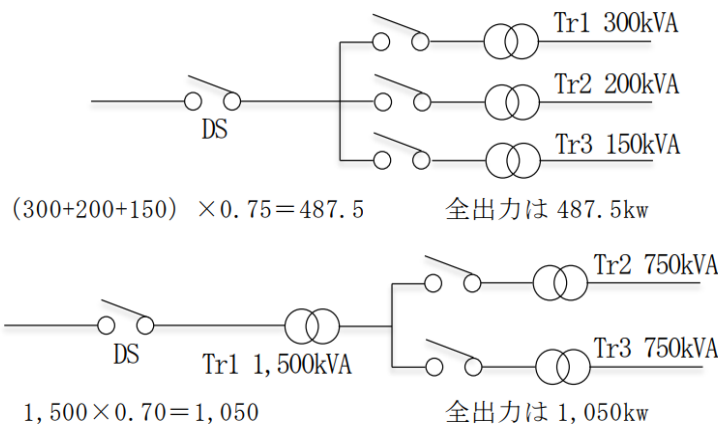 Tr1 300kVA
Tr2 200kVA
DS
Tr3 150kVA
(300+200+150) ×0.75＝487.5
全出力は 487.5kw
Tr2 750kVA
DS
Tr1 1,500kVA
Tr3 750kVA
1,500×0.70＝1,050
全出力は 1,050kw